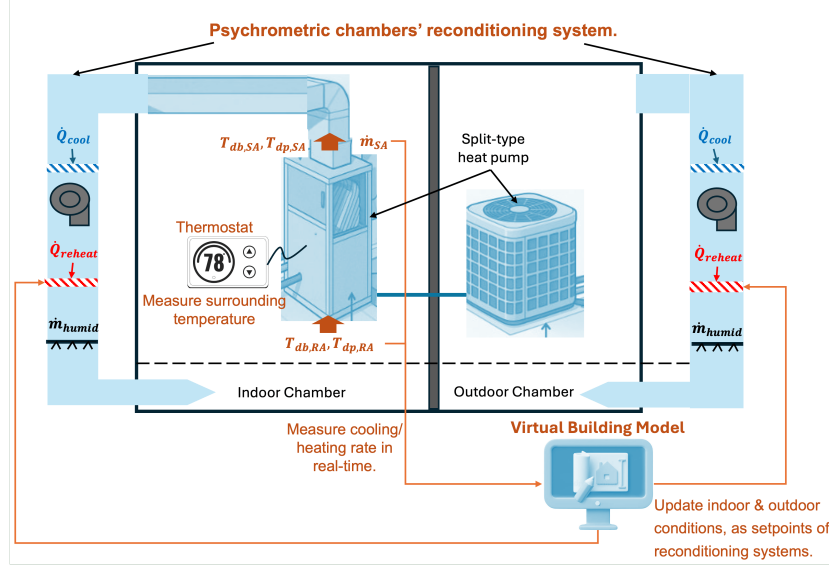 Psychrometric chambers’ reconditioning system.
Q̇cool
Q̇cool
Tdb,SA, Tdp,SA
ṁSA
Split-type
heat pump
Thermostat
78°
Q̇reheat
Q̇reheat
Measure surrounding
temperature
ṁhumid
ṁhumid
Tdb,RA, Tdp,RA
Indoor Chamber
Outdoor Chamber
Measure cooling/
heating rate in
real-time.
Virtual Building Model
Update indoor & outdoor
conditions, as setpoints of
reconditioning systems.